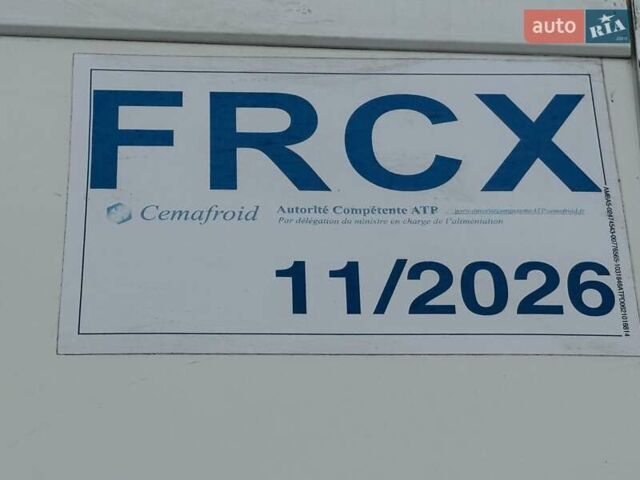 auto RIA
FRCX
Cemafroid
Autorité Compétente ATP
Par délégation du ministre en charge de l'alimentation
11/2026